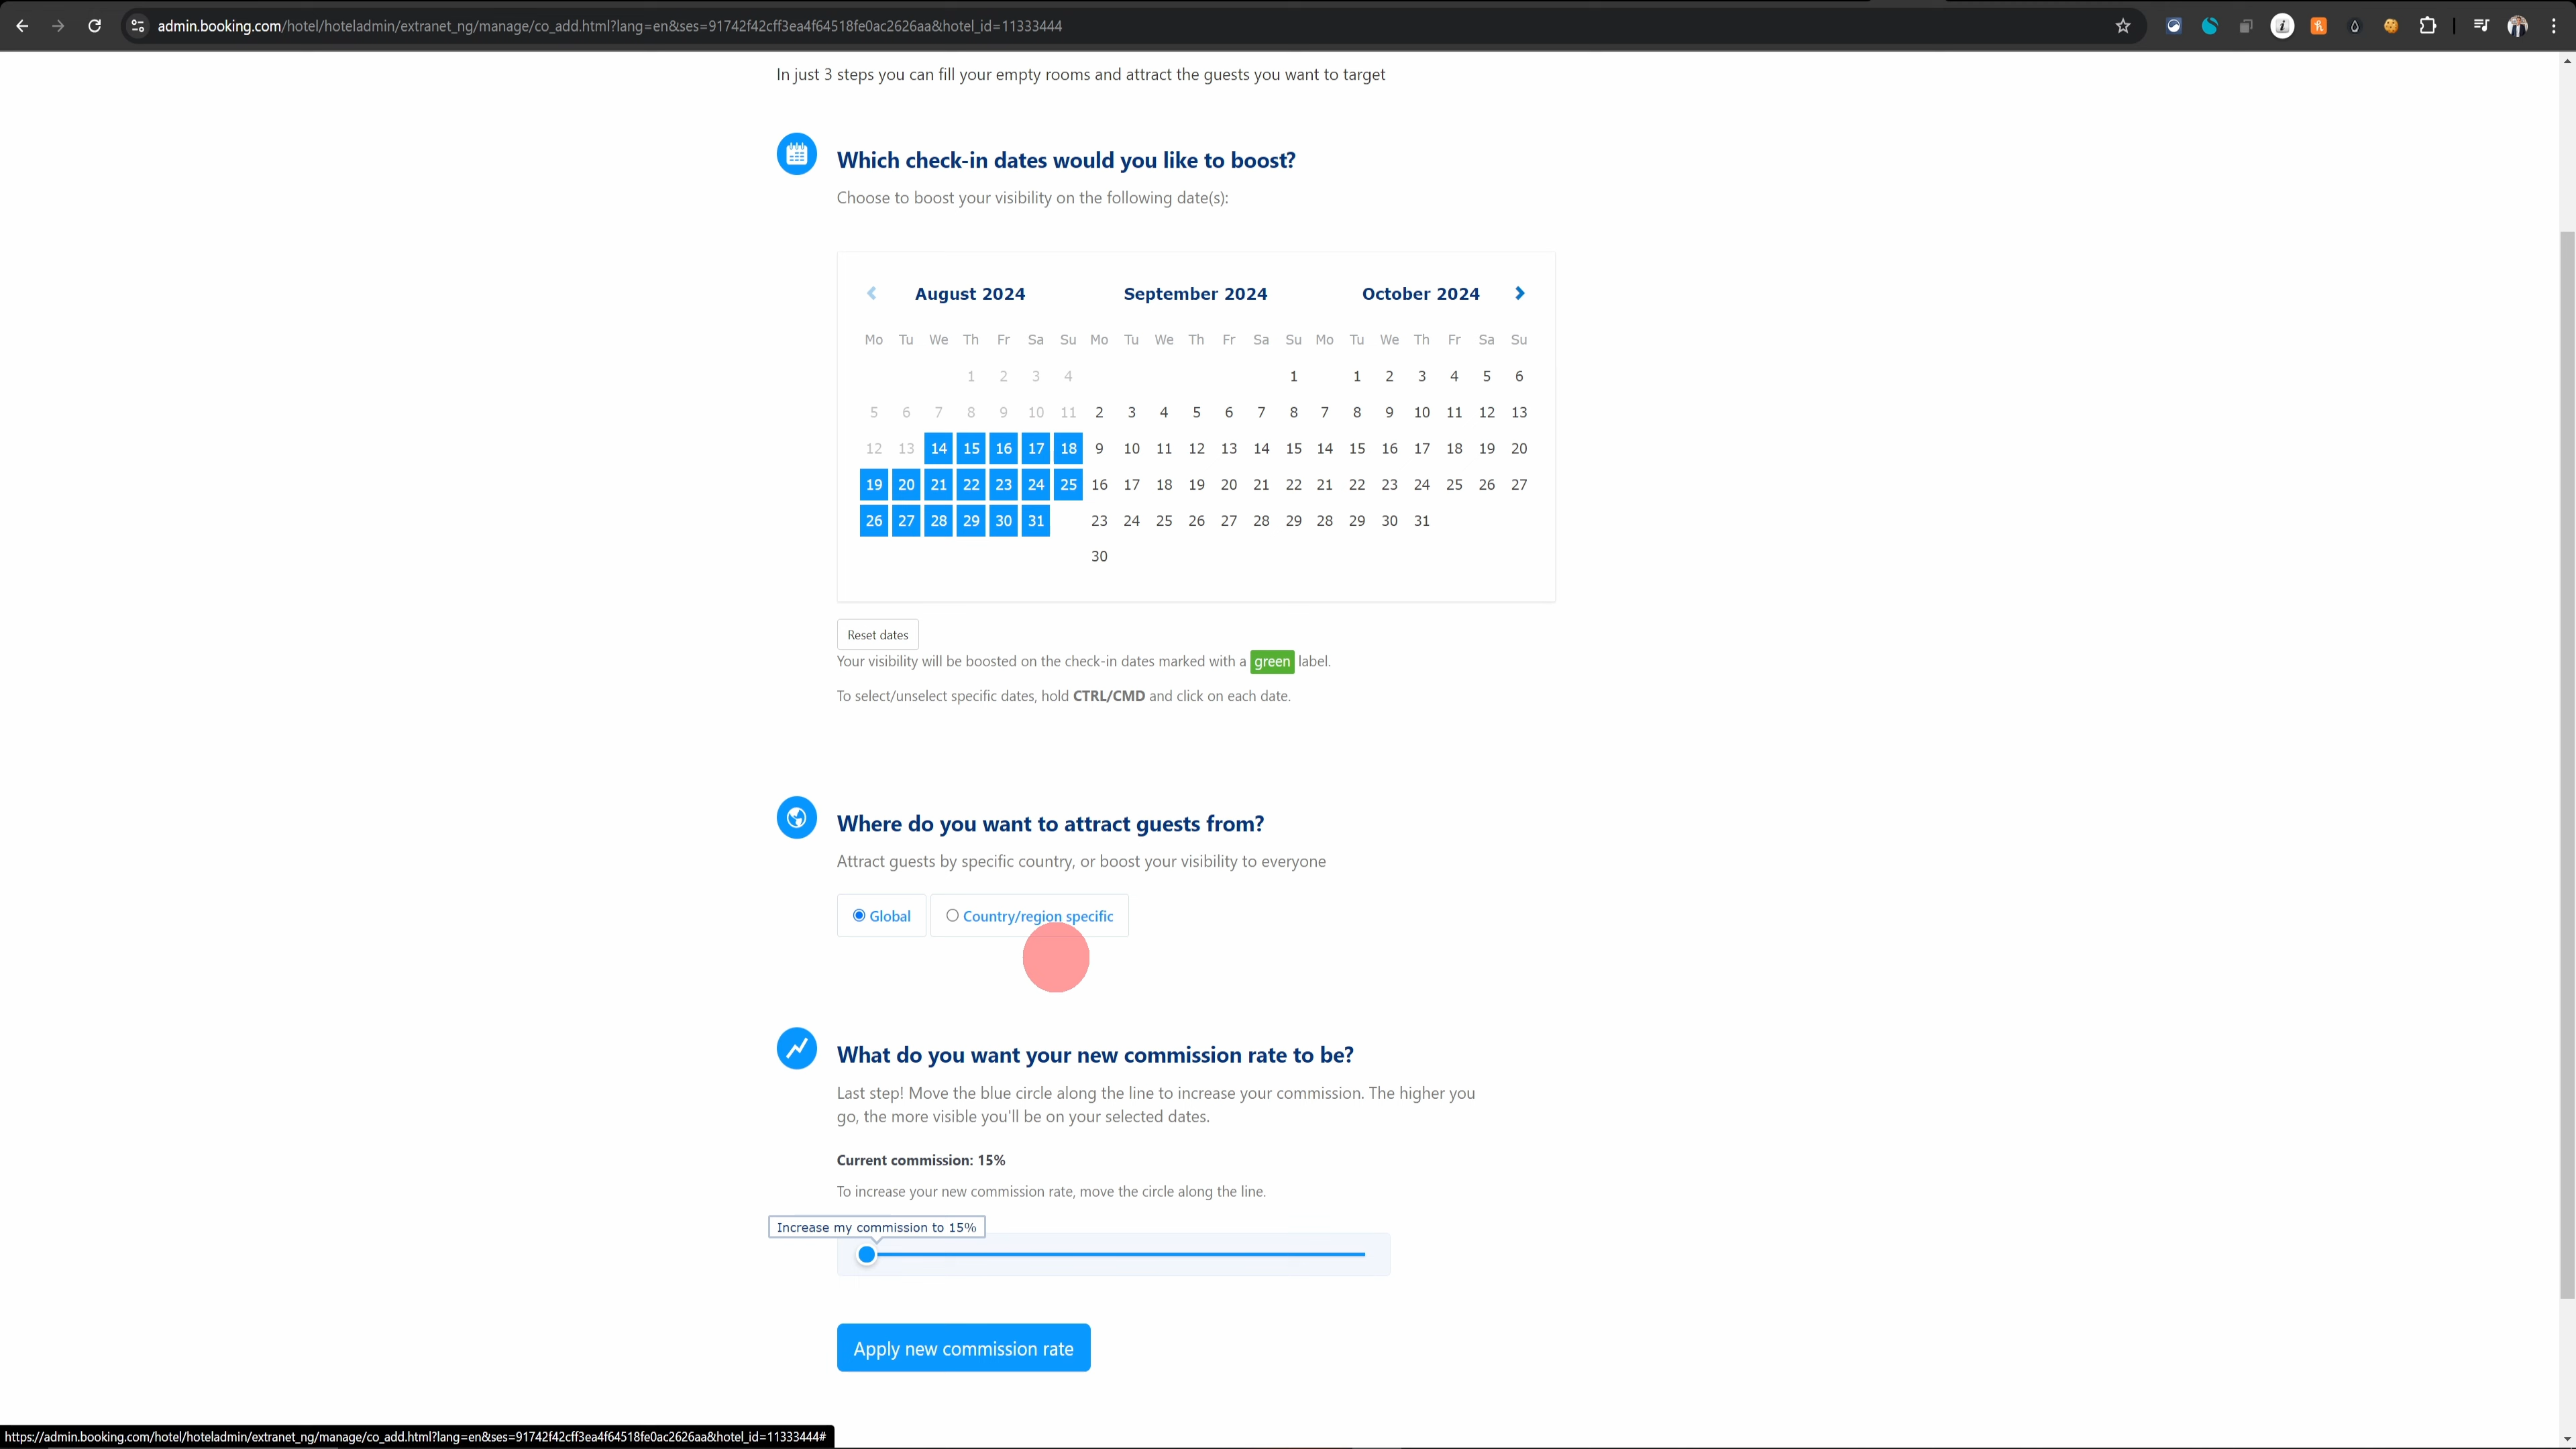 admin.booking.com/hotel/hoteladmin/extranet_ng/manage/co_add.html?lang=en&ses=91742f42cff3ea4f64518fe0ac2626aa&hotel_id=11333444
In just 3 steps you can fill your empty rooms and attract the guests you want to target
Which check-in dates would you like to boost?
Choose to boost your visibility on the following date(s):
August 2024 September 2024 October 2024
Mo Tu We Th Fr Sa Su Mo Tu We Th Fr Sa Su Mo Tu We Th Fr Sa Su
1 2 3 4 1 1 2 3 4 5 6
5 6 7 8 9 10 11 2 3 4 5 6 7 8 7 8 9 10 11 12 13
12 13 14 15 16 17 18 9 10 11 12 13 14 15 14 15 16 17 18 19 20
19 20 21 22 23 24 25 16 17 18 19 20 21 22 21 22 23 24 25 26 27
26 27 28 29 30 31 23 24 25 26 27 28 29 28 29 30 31
30
Reset dates
Your visibility will be boosted on the check-in dates marked with a green label.
To select/unselect specific dates, hold CTRL/CMD and click on each date.
Where do you want to attract guests from?
Attract guests by specific country, or boost your visibility to everyone
Global Country/region specific
What do you want your new commission rate to be?
Last step! Move the blue circle along the line to increase your commission. The higher you
go, the more visible you'll be on your selected dates.
Current commission: 15%
To increase your new commission rate, move the circle along the line.
Increase my commission to 15%
Apply new commission rate
https://admin.booking.com/hotel/hoteladmin/extranet_ng/manage/co_add.html?lang=en&ses=91742f42cff3ea4f64518fe0ac2626aa&hotel_id=11333444#